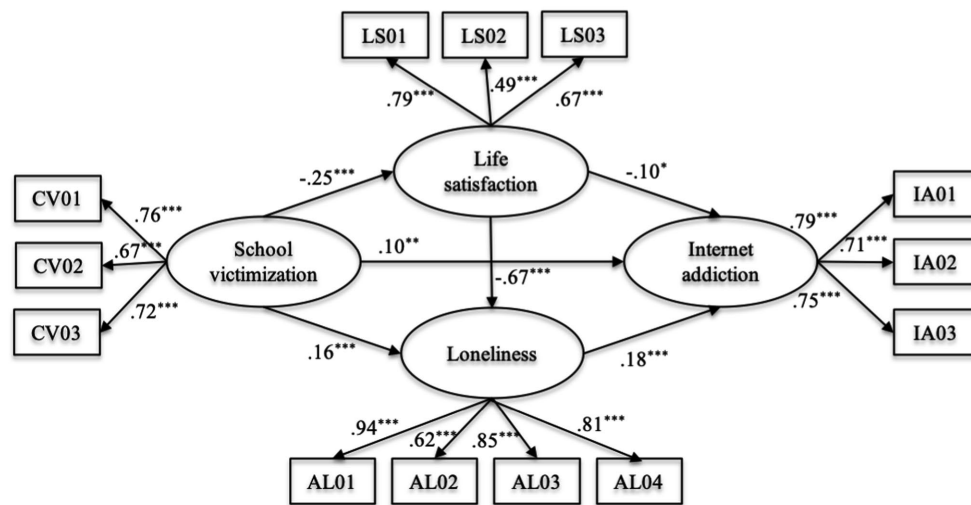 LS01 LS02 LS03
.79*** .49*** .67***
Life
satisfaction
-.25*** -.10*
CV01
CV02
CV03
.76***
.67***
.72***
School
victimization
.10**
-.67***
Internet
addiction
.79***
.71***
.75***
IA01
IA02
IA03
.16*** .18***
Loneliness
.94*** .62*** .85*** .81***
AL01 AL02 AL03 AL04